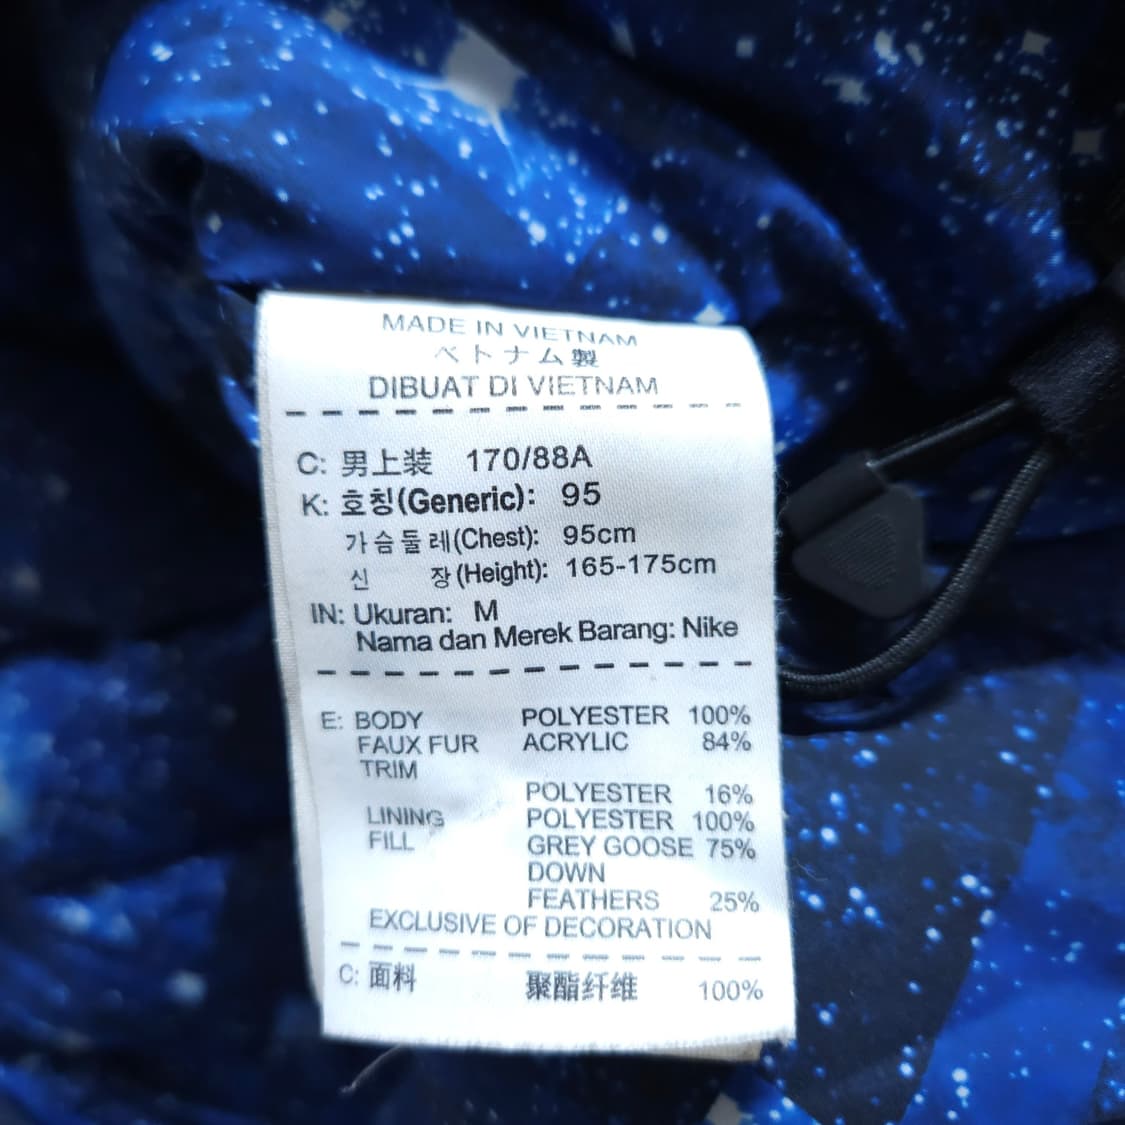 MADE IN VIETNAM
ベトナム製
DIBUAT DI VIETNAM
C: 男上装 170/88A
K: 호칭(Generic): 95
가슴둘레(Chest): 95cm
신 장(Height): 165-175cm
IN: Ukuran: M
Nama dan Merek Barang: Nike
E: BODY POLYESTER 100%
FAUX FUR ACRYLIC 84%
TRIM
POLYESTER 16%
LINING POLYESTER 100%
FILL GREY GOOSE 75%
DOWN
FEATHERS 25%
EXCLUSIVE OF DECORATION
C: 面料 聚酯纤维 100%